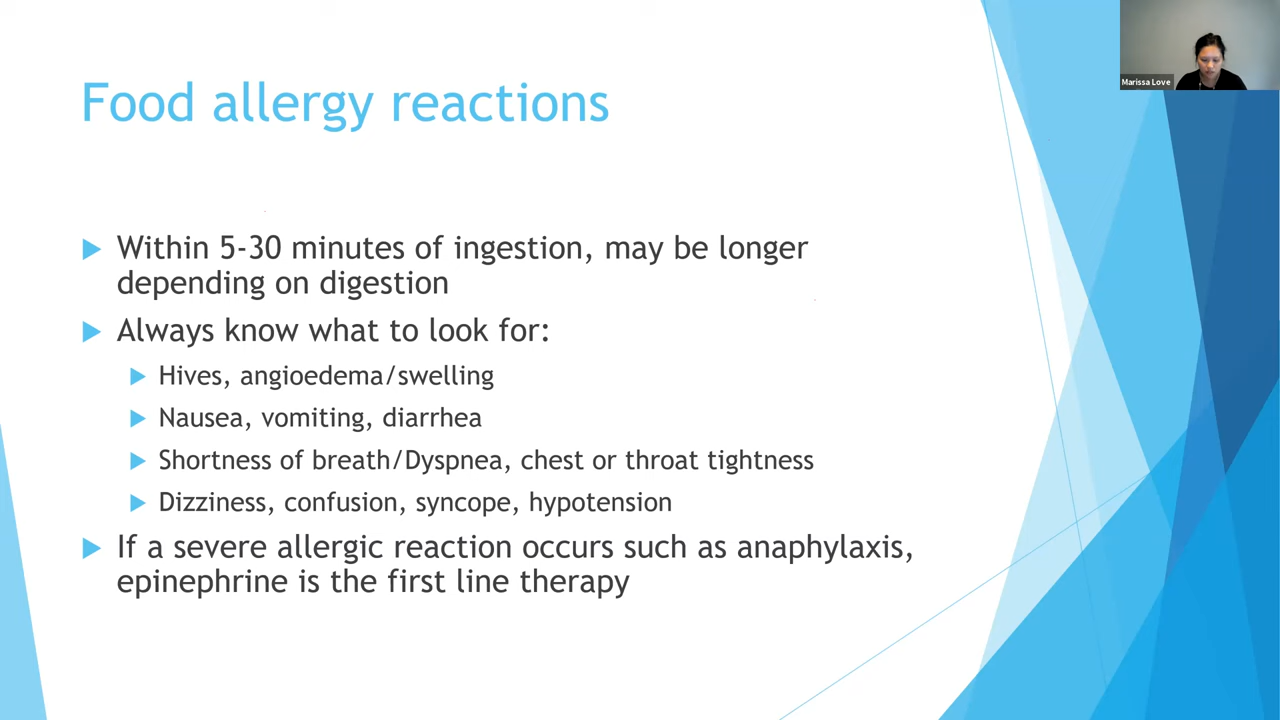 Marissa Love
Food allergy reactions
Within 5-30 minutes of ingestion, may be longer
depending on digestion
Always know what to look for:
Hives, angioedema/swelling
Nausea, vomiting, diarrhea
Shortness of breath/Dyspnea, chest or throat tightness
Dizziness, confusion, syncope, hypotension
If a severe allergic reaction occurs such as anaphylaxis,
epinephrine is the first line therapy